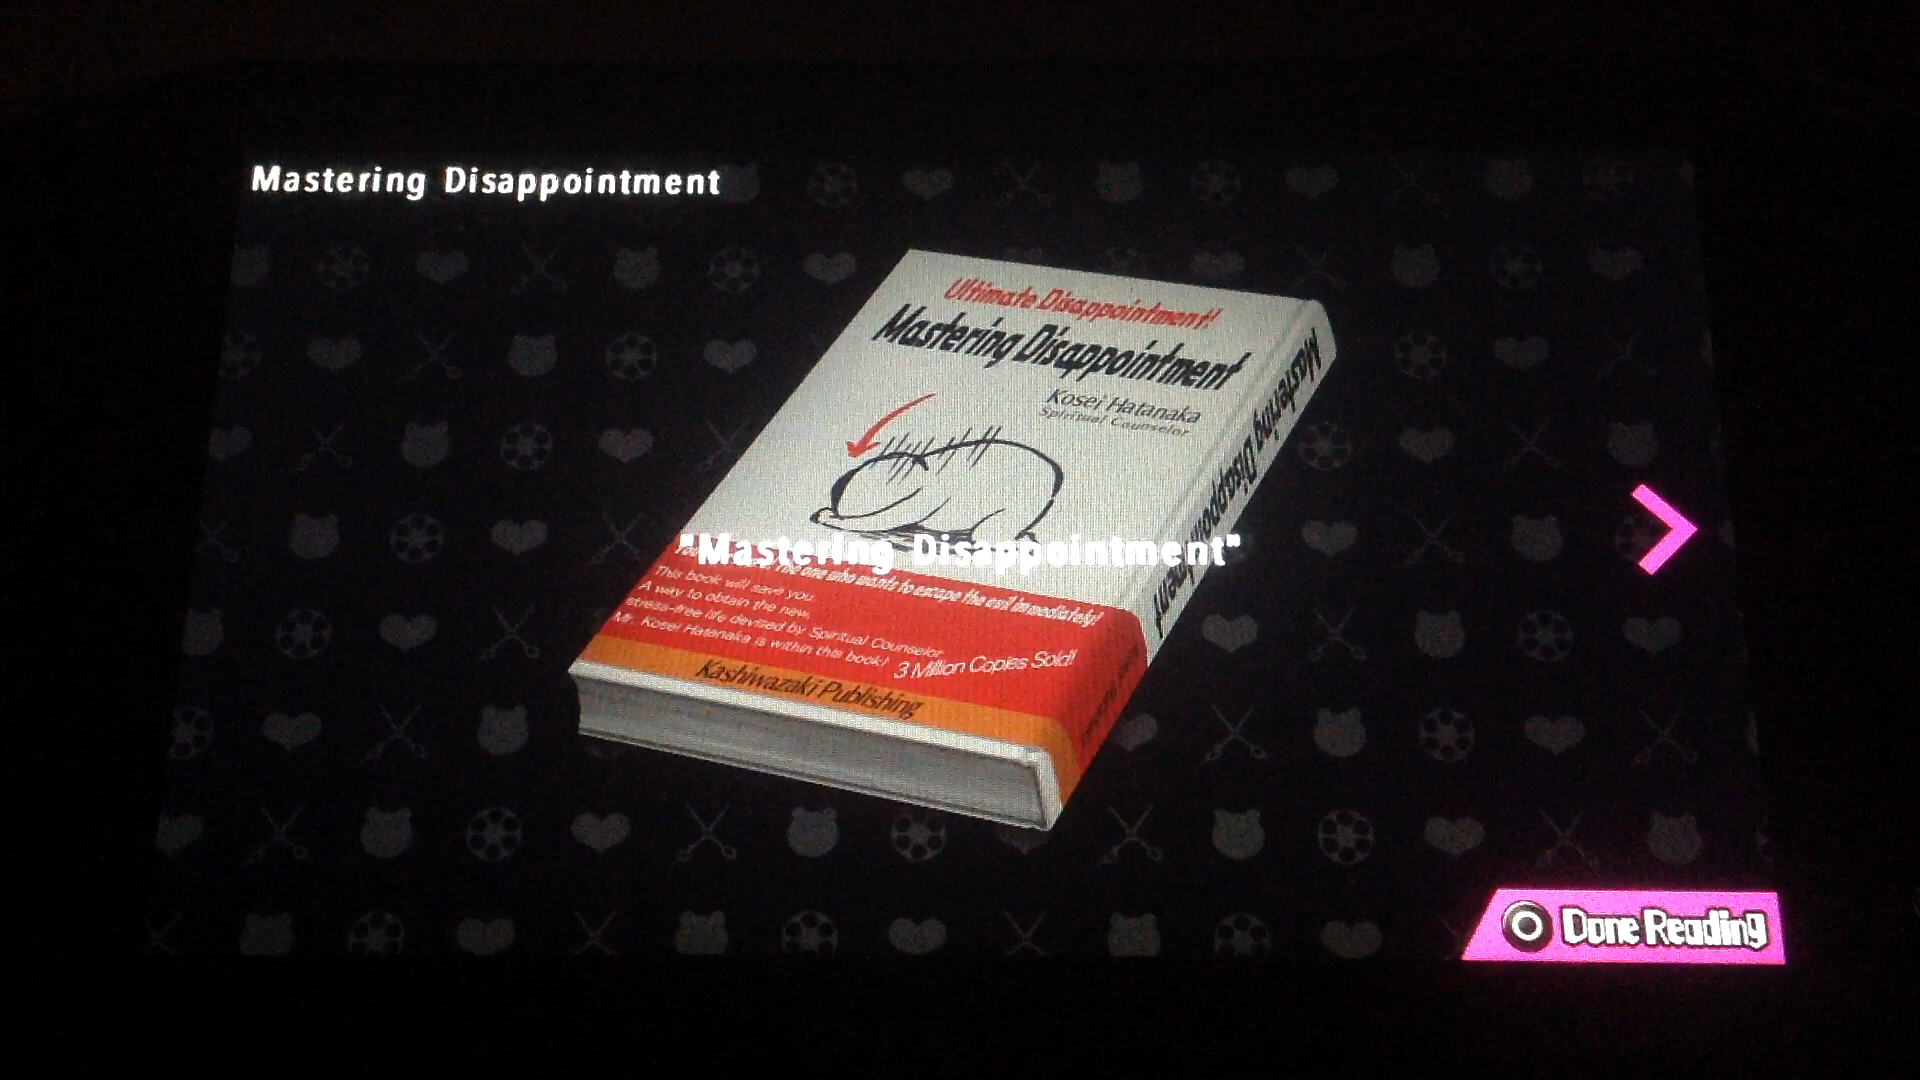 Mastering Disappointment
Ultimate Disappointment!
Mastering Disappointment
Kosei Hatanaka
Spiritual Counselor
Mastering Disappointment
"Mastering Disappointment"
The one who wants to escape the evil immediately!
This book will save you.
A way to obtain the new,
stress-free life devised by Spiritual Counselor
Mr. Kosei Hatanaka is within this book!
3 Million Copies Sold!
Kashiwazaki Publishing
Done Reading